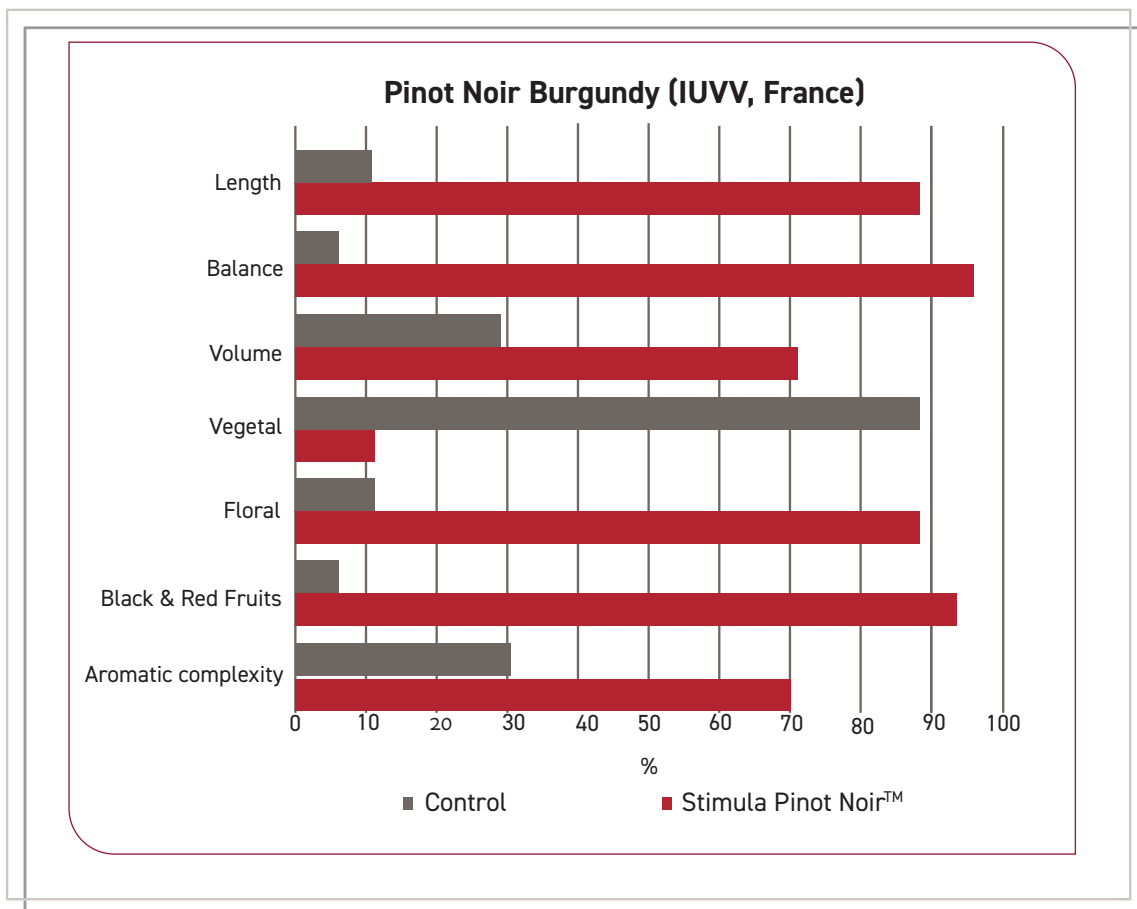 Pinot Noir Burgundy (IUVV, France)
Length
Balance
Volume
Vegetal
Floral
Black & Red Fruits
Aromatic complexity
0 10 20 30 40 50 60 70 80 90 100
%
Control Stimula Pinot Noir™